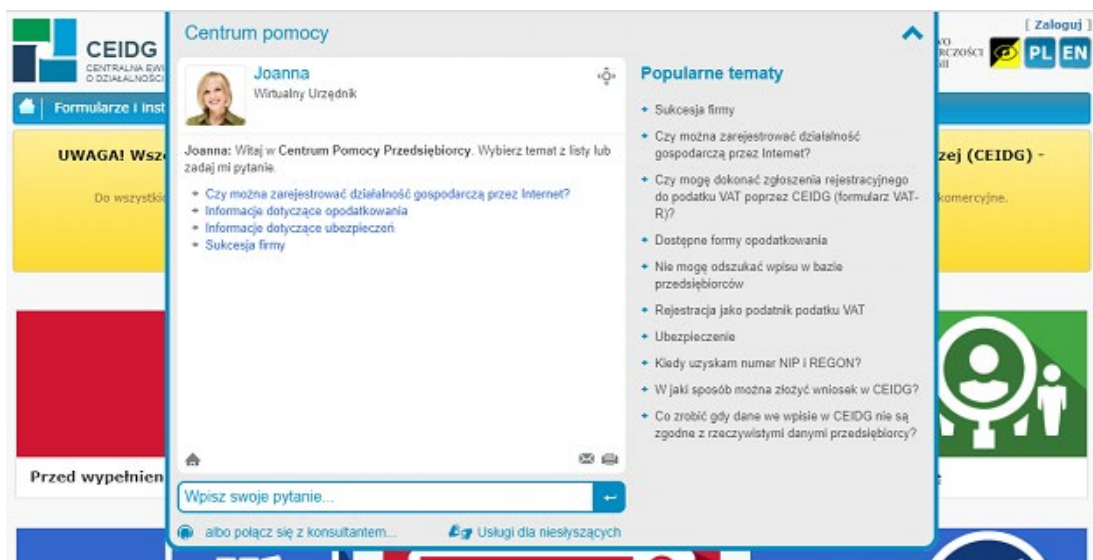 CEIDG
CENTRALNA EWI
O DZIAŁALNOŚCI
[ Zaloguj ]
PL EN
Formularze i inst
UWAGA! Wsze
zej (CEIDG) -
Do wszystkie
komercyjne.
Centrum pomocy
Joanna
Wirtualny Urzędnik
Joanna: Witaj w Centrum Pomocy Przedsiębiorcy. Wybierz temat z listy lub
zadaj mi pytanie.
Czy można zarejestrować działalność gospodarczą przez Internet?
Informacje dotyczące opodatkowania
Informacje dotyczące ubezpieczeń
Sukcesja firmy
Popularne tematy
Sukcesja firmy
Czy można zarejestrować działalność
gospodarczą przez Internet?
Czy mogę dokonać zgłoszenia rejestracyjnego
do podatku VAT poprzez CEIDG (formularz VAT-
R)?
Dostępne formy opodatkowania
Nie mogę odszukać wpisu w bazie
przedsiębiorców
Rejestracja jako podatnik podatku VAT
Ubezpieczenie
Kiedy uzyskam numer NIP i REGON?
W jaki sposób można złożyć wniosek w CEIDG?
Co zrobić gdy dane we wpisie w CEIDG nie są
zgodne z rzeczywistymi danymi przedsiębiorcy?
Przed wypełnien
Wpisz swoje pytanie...
albo połącz się z konsultantem...
Usługi dla niesłyszących